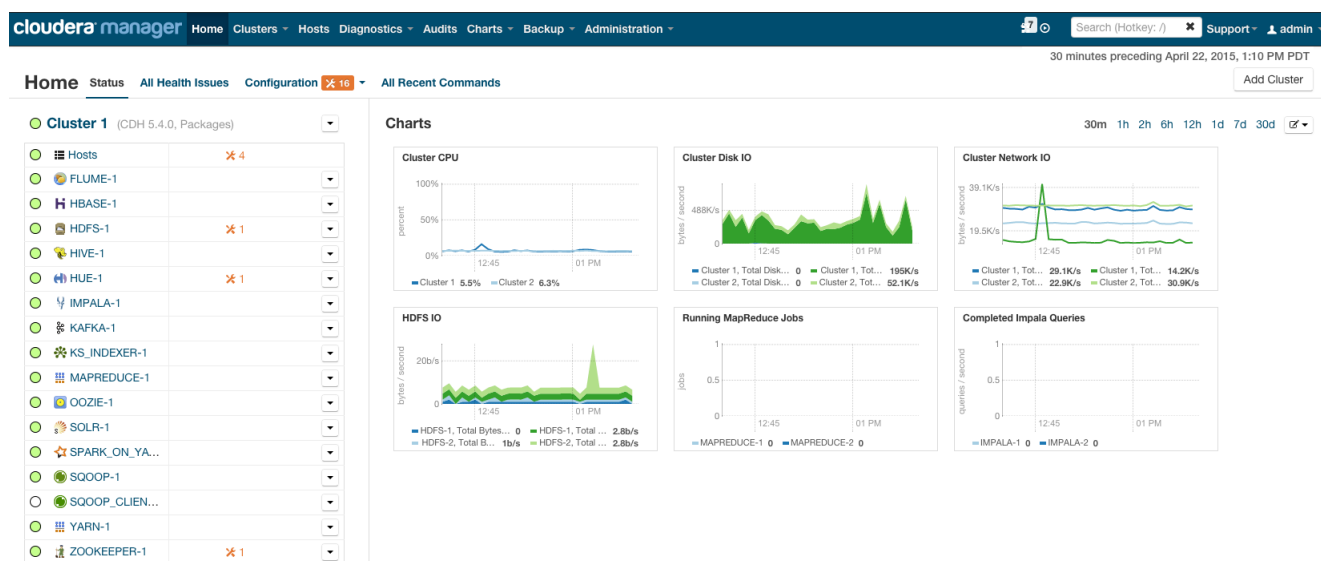 cloudera manager Home Clusters Hosts Diagnostics Audits Charts Backup Administration 7 Search (Hotkey: /) Support admin
30 minutes preceding April 22, 2015, 1:10 PM PDT
Home Status All Health Issues Configuration 16 All Recent Commands Add Cluster
Cluster 1 (CDH 5.4.0, Packages)
Hosts 4
FLUME-1
HBASE-1
HDFS-1 1
HIVE-1
HUE-1 1
IMPALA-1
KAFKA-1
KS_INDEXER-1
MAPREDUCE-1
OOZIE-1
SOLR-1
SPARK_ON_YA...
SQOOP-1
SQOOP_CLIEN...
YARN-1
ZOOKEEPER-1 1
Charts 30m 1h 2h 6h 12h 1d 7d 30d
Cluster CPU
percent
100%
50%
0%
12:45 01 PM
Cluster 1 5.5% Cluster 2 6.3%
Cluster Disk IO
bytes / second
488K/s
0
12:45 01 PM
Cluster 1, Total Disk... 0 Cluster 1, Tot... 195K/s
Cluster 2, Total Disk... 0 Cluster 2, Tot... 52.1K/s
Cluster Network IO
bytes / second
39.1K/s
19.5K/s
12:45 01 PM
Cluster 1, Tot... 29.1K/s Cluster 1, Tot... 14.2K/s
Cluster 2, Tot... 22.9K/s Cluster 2, Tot... 30.9K/s
HDFS IO
bytes / second
20b/s
0
12:45 01 PM
HDFS-1, Total Bytes... 0 HDFS-1, Total ... 2.8b/s
HDFS-2, Total B... 1b/s HDFS-2, Total ... 2.8b/s
Running MapReduce Jobs
jobs
1
0.5
0
12:45 01 PM
MAPREDUCE-1 0 MAPREDUCE-2 0
Completed Impala Queries
queries / second
1
0.5
0
12:45 01 PM
IMPALA-1 0 IMPALA-2 0